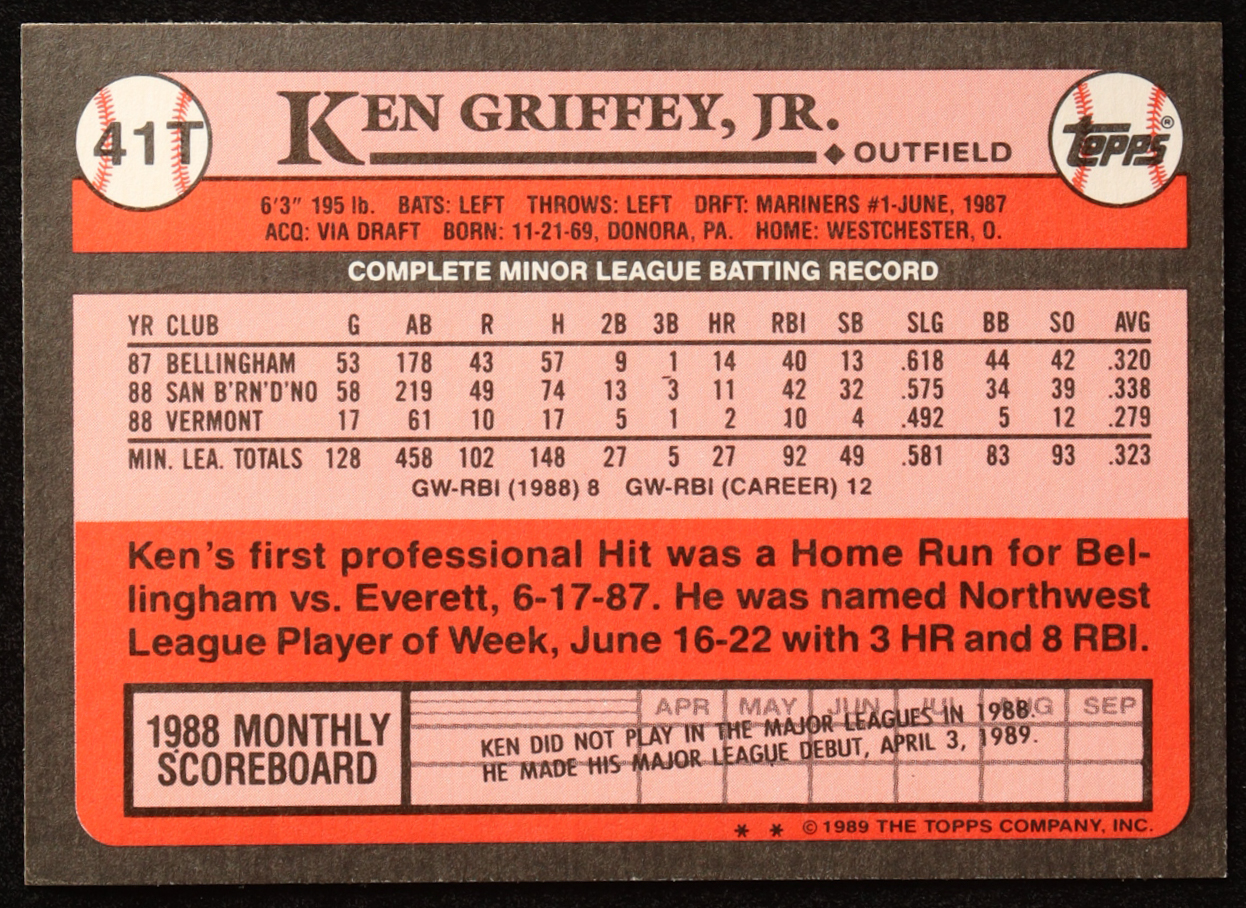 41T
KEN GRIFFEY, JR.
◆ OUTFIELD
Topps®
6'3" 195 lb. BATS: LEFT THROWS: LEFT DRFT: MARINERS #1-JUNE, 1987
ACQ: VIA DRAFT BORN: 11-21-69, DONORA, PA. HOME: WESTCHESTER, O.
COMPLETE MINOR LEAGUE BATTING RECORD
YR CLUB G AB R H 2B 3B HR RBI SB SLG BB SO AVG
87 BELLINGHAM 53 178 43 57 9 1 14 40 13 .618 44 42 .320
88 SAN B'RN'D'NO 58 219 49 74 13 3 11 42 32 .575 34 39 .338
88 VERMONT 17 61 10 17 5 1 2 10 4 .492 5 12 .279
MIN. LEA. TOTALS 128 458 102 148 27 5 27 92 49 .581 83 93 .323
GW-RBI (1988) 8 GW-RBI (CAREER) 12
Ken's first professional Hit was a Home Run for Bel-
lingham vs. Everett, 6-17-87. He was named Northwest
League Player of Week, June 16-22 with 3 HR and 8 RBI.
1988 MONTHLY
SCOREBOARD
APR MAY JUN JUL AUG SEP
KEN DID NOT PLAY IN THE MAJOR LEAGUES IN 1988.
HE MADE HIS MAJOR LEAGUE DEBUT, APRIL 3, 1989.
* * © 1989 THE TOPPS COMPANY, INC.